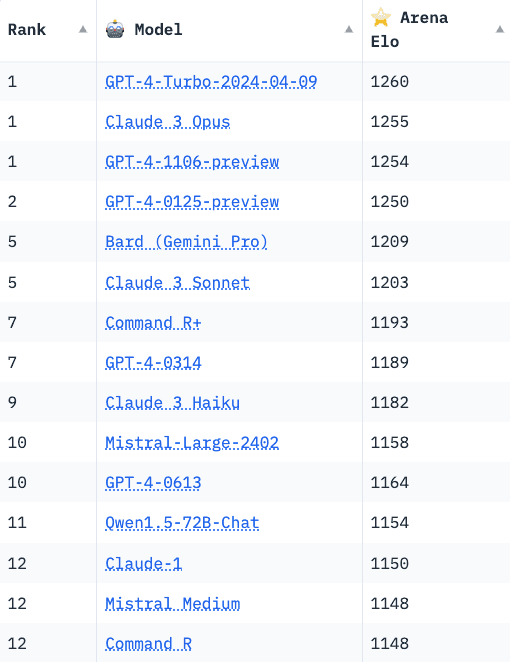 Rank ▲ 🤖 Model ▲ ⭐ Arena Elo ▲
1 GPT-4-Turbo-2024-04-09 1260
1 Claude 3 Opus 1255
1 GPT-4-1106-preview 1254
2 GPT-4-0125-preview 1250
5 Bard (Gemini Pro) 1209
5 Claude 3 Sonnet 1203
7 Command R+ 1193
7 GPT-4-0314 1189
9 Claude 3 Haiku 1182
10 Mistral-Large-2402 1158
10 GPT-4-0613 1164
11 Qwen1.5-72B-Chat 1154
12 Claude-1 1150
12 Mistral Medium 1148
12 Command R 1148